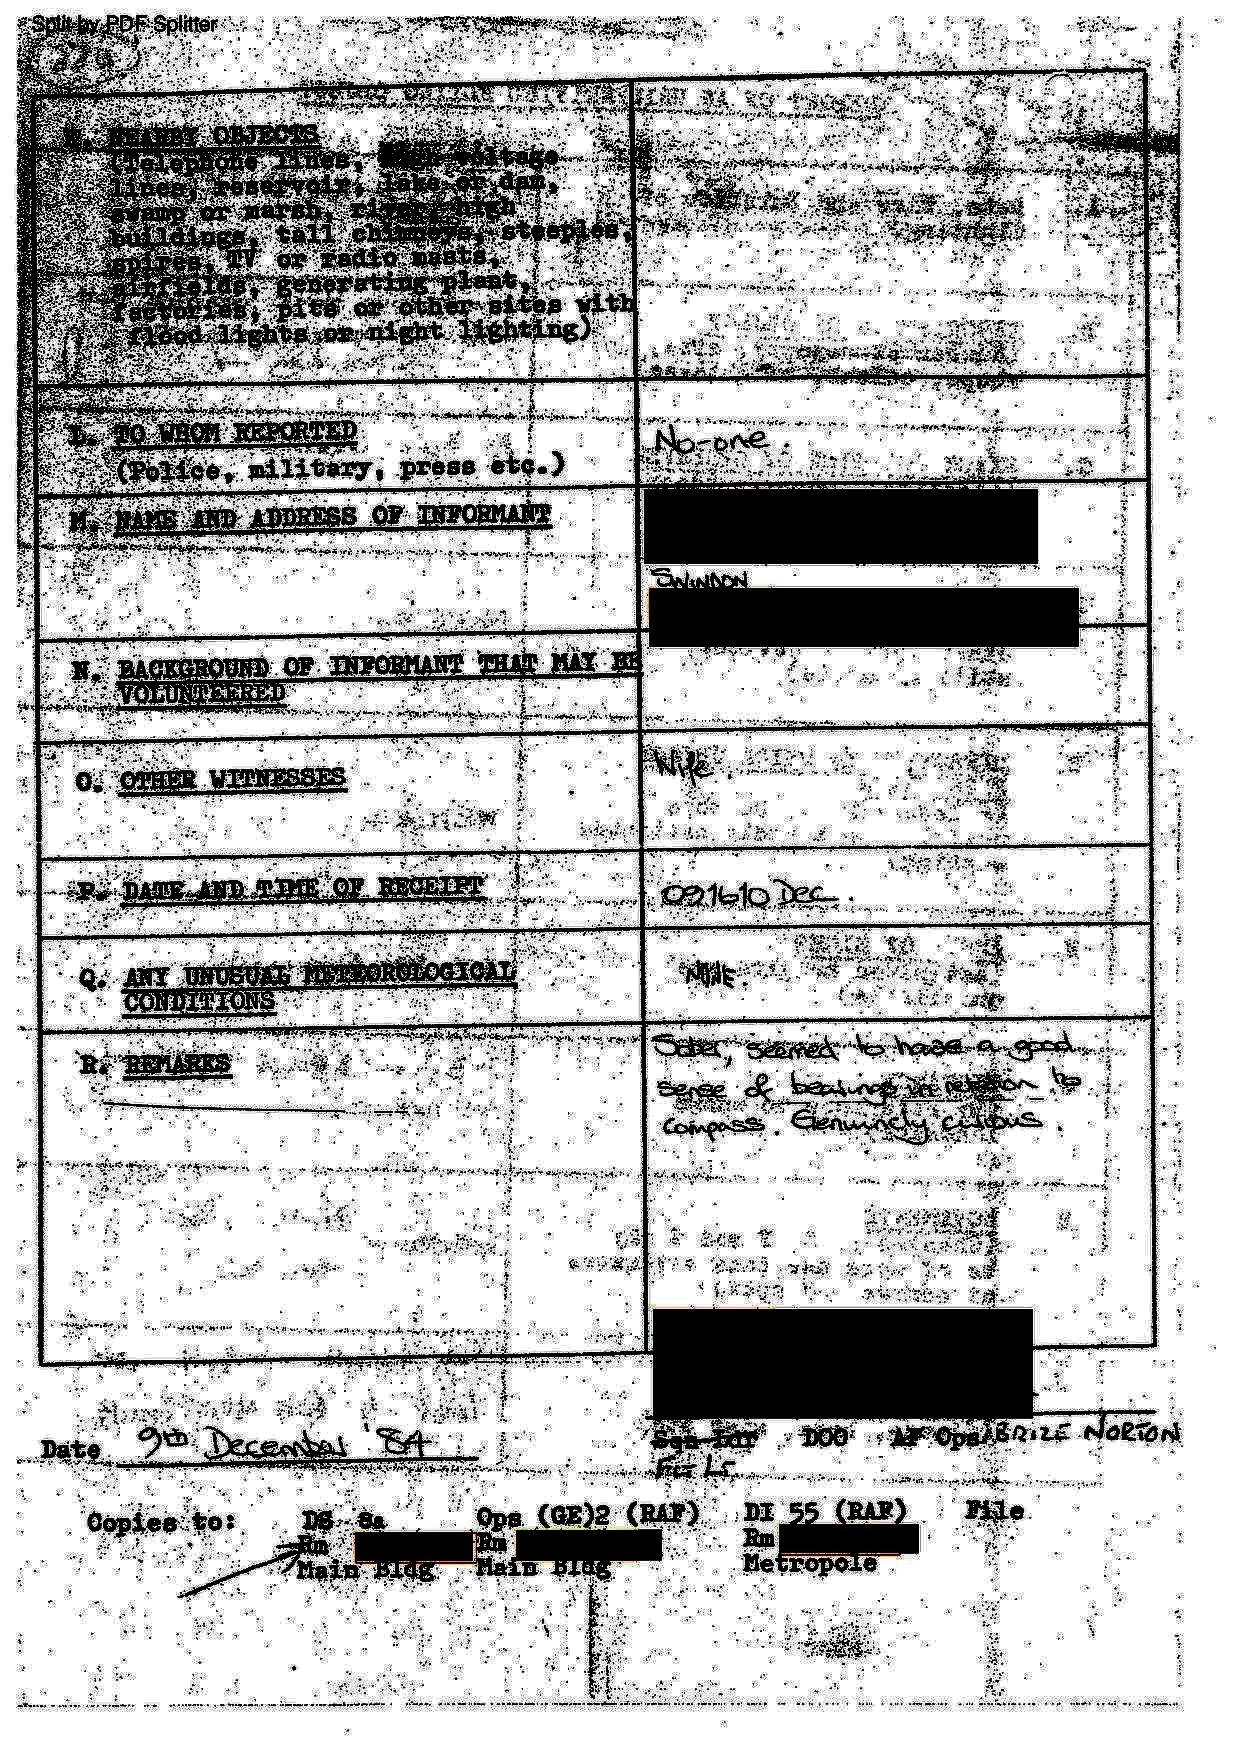 Split by PDF Splitter
NEARBY OBJECTS
(Telephone lines, high voltage
lines, reservoir, lake or dam,
swamp or marsh, river, high
buildings, tall chimneys, steeples,
spires, TV or radio masts,
airfields, generating plant,
factories, pits or other sites with
flood lights or night lighting)
L. TO WHOM REPORTED
(Police, military, press etc.)
No-one.
M. NAME AND ADDRESS OF INFORMANT
SWINDON
N. BACKGROUND OF INFORMANT THAT MAY BE
VOLUNTEERED
O. OTHER WITNESSES
Wife.
P. DATE AND TIME OF RECEIPT
091610 Dec.
Q. ANY UNUSUAL METEOROLOGICAL
CONDITIONS
NONE.
R. REMARKS
Sober, seemed to have a good
sense of bearings in relation to
compass. Genuinely curious.
Date 9th December '84
Sqn Ldr DOO AF Ops BRIZE NORTON
FLT LT
Copies to: DS 8a Ops (GE)2 (RAF) DI 55 (RAF) File
Rm Rm Rm
Main Bldg Main Bldg Metropole